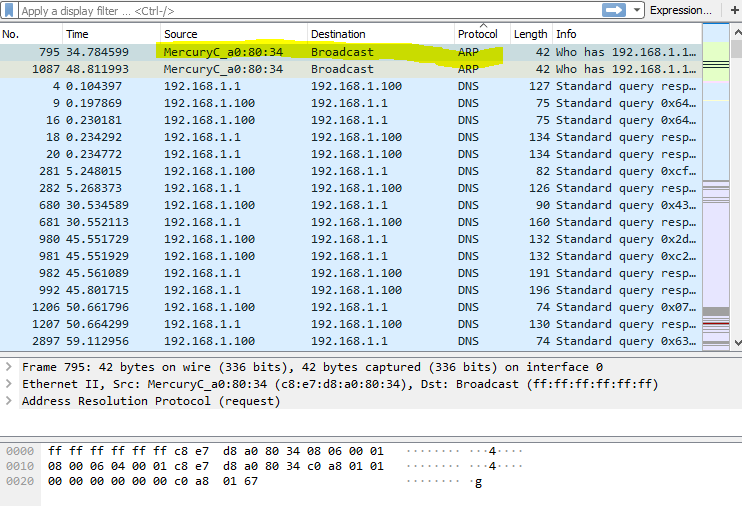 Apply a display filter ... <Ctrl-/> Expression... +
No. Time Source Destination Protocol Length Info
795 34.784599 MercuryC_a0:80:34 Broadcast ARP 42 Who has 192.168.1.1…
1087 48.811993 MercuryC_a0:80:34 Broadcast ARP 42 Who has 192.168.1.1…
4 0.104397 192.168.1.1 192.168.1.100 DNS 127 Standard query resp…
9 0.197869 192.168.1.100 192.168.1.1 DNS 75 Standard query 0x64…
16 0.230181 192.168.1.100 192.168.1.1 DNS 75 Standard query 0x64…
18 0.234292 192.168.1.1 192.168.1.100 DNS 134 Standard query resp…
20 0.234772 192.168.1.1 192.168.1.100 DNS 134 Standard query resp…
281 5.248015 192.168.1.100 192.168.1.1 DNS 82 Standard query 0xcf…
282 5.268373 192.168.1.1 192.168.1.100 DNS 126 Standard query resp…
680 30.534589 192.168.1.100 192.168.1.1 DNS 90 Standard query 0x43…
681 30.552113 192.168.1.1 192.168.1.100 DNS 160 Standard query resp…
980 45.551729 192.168.1.100 192.168.1.1 DNS 132 Standard query 0x2d…
981 45.551929 192.168.1.100 192.168.1.1 DNS 132 Standard query 0xc2…
982 45.561089 192.168.1.1 192.168.1.100 DNS 191 Standard query resp…
992 45.801715 192.168.1.1 192.168.1.100 DNS 196 Standard query resp…
1206 50.661796 192.168.1.100 192.168.1.1 DNS 74 Standard query 0x07…
1207 50.664299 192.168.1.1 192.168.1.100 DNS 130 Standard query resp…
2897 59.112956 192.168.1.100 192.168.1.1 DNS 74 Standard query 0x63…
Frame 795: 42 bytes on wire (336 bits), 42 bytes captured (336 bits) on interface 0
Ethernet II, Src: MercuryC_a0:80:34 (c8:e7:d8:a0:80:34), Dst: Broadcast (ff:ff:ff:ff:ff:ff)
Address Resolution Protocol (request)
0000 ff ff ff ff ff ff c8 e7 d8 a0 80 34 08 06 00 01 ········ ···4····
0010 08 00 06 04 00 01 c8 e7 d8 a0 80 34 c0 a8 01 01 ········ ···4····
0020 00 00 00 00 00 00 c0 a8 01 67 ········ ·g